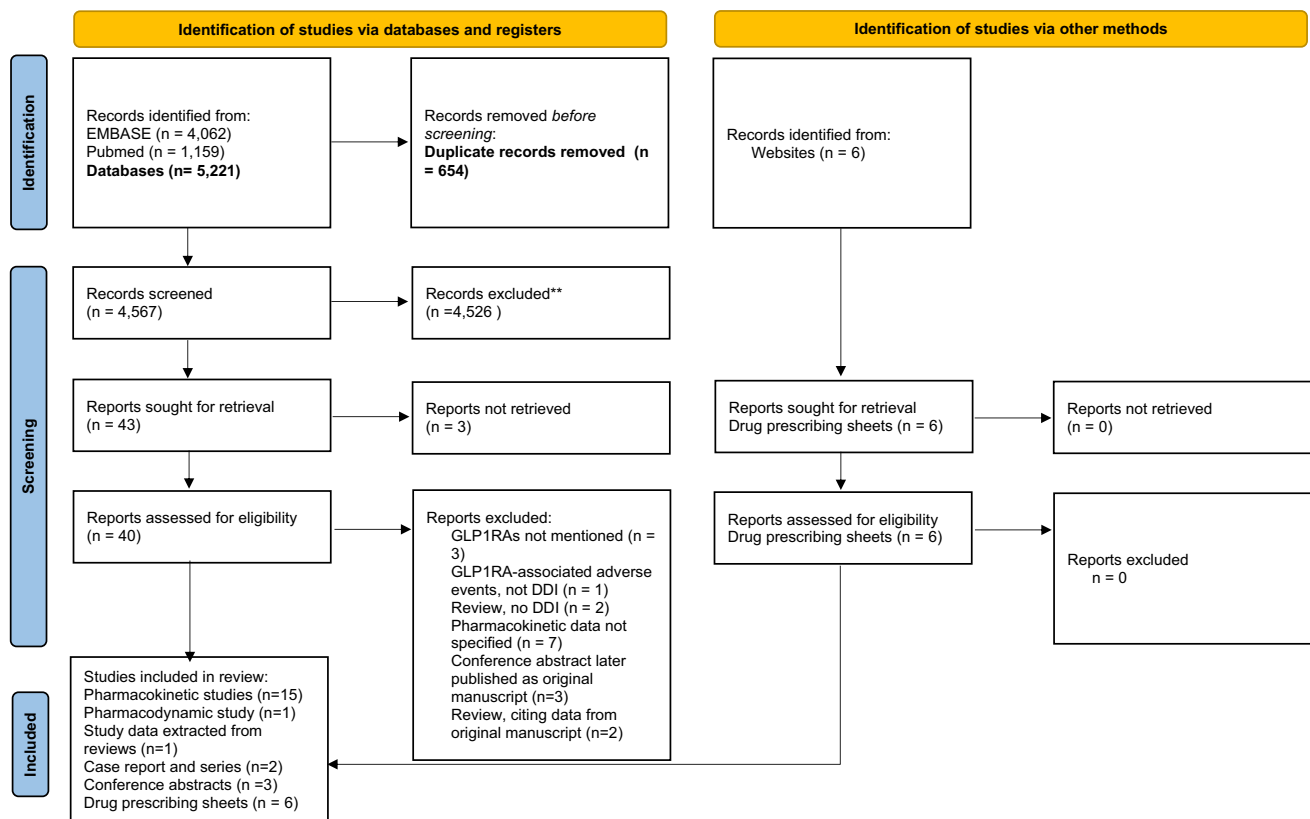 Identification of studies via databases and registers
Identification of studies via other methods
Identification
Records identified from:
EMBASE (n = 4,062)
Pubmed (n = 1,159)
Databases (n= 5,221)
Records removed before
screening:
Duplicate records removed (n
= 654)
Records identified from:
Websites (n = 6)
Screening
Records screened
(n = 4,567)
Records excluded**
(n =4,526 )
Reports sought for retrieval
(n = 43)
Reports not retrieved
(n = 3)
Reports sought for retrieval
Drug prescribing sheets (n = 6)
Reports not retrieved
(n = 0)
Reports assessed for eligibility
(n = 40)
Reports excluded:
GLP1RAs not mentioned (n =
3)
GLP1RA-associated adverse
events, not DDI (n = 1)
Review, no DDI (n = 2)
Pharmacokinetic data not
specified (n = 7)
Conference abstract later
published as original
manuscript (n=3)
Review, citing data from
original manuscript (n=2)
Reports assessed for eligibility
Drug prescribing sheets (n = 6)
Reports excluded
n = 0
Included
Studies included in review:
Pharmacokinetic studies (n=15)
Pharmacodynamic study (n=1)
Study data extracted from
reviews (n=1)
Case report and series (n=2)
Conference abstracts (n =3)
Drug prescribing sheets (n = 6)